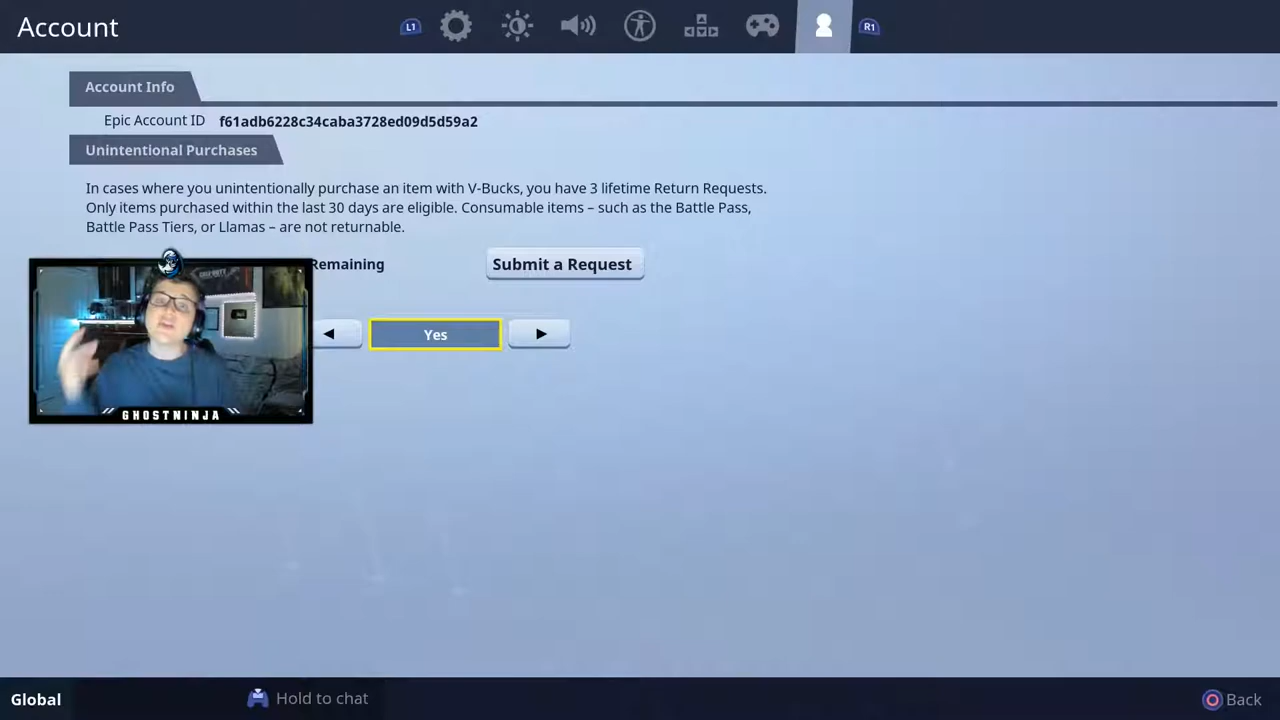 Account
L1
R1
Account Info
Epic Account ID f61adb6228c34caba3728ed09d5d59a2
Unintentional Purchases
In cases where you unintentionally purchase an item with V-Bucks, you have 3 lifetime Return Requests.
Only items purchased within the last 30 days are eligible. Consumable items – such as the Battle Pass,
Battle Pass Tiers, or Llamas – are not returnable.
Remaining
Submit a Request
Yes
GHOSTNINJA
Global
Hold to chat
Back